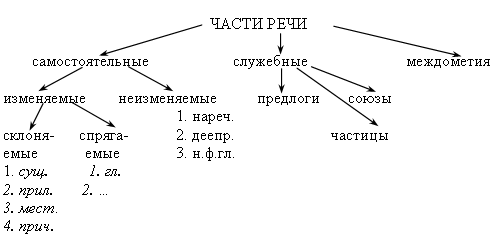 ЧАСТИ РЕЧИ
самостоятельные служебные междометия
изменяемые неизменяемые предлоги союзы
1. нареч.
склоня- спряга- 2. деепр. частицы
емые емые 3. н.ф.гл.
1. сущ. 1. гл.
2. прил. 2. ...
3. мест.
4. прич.